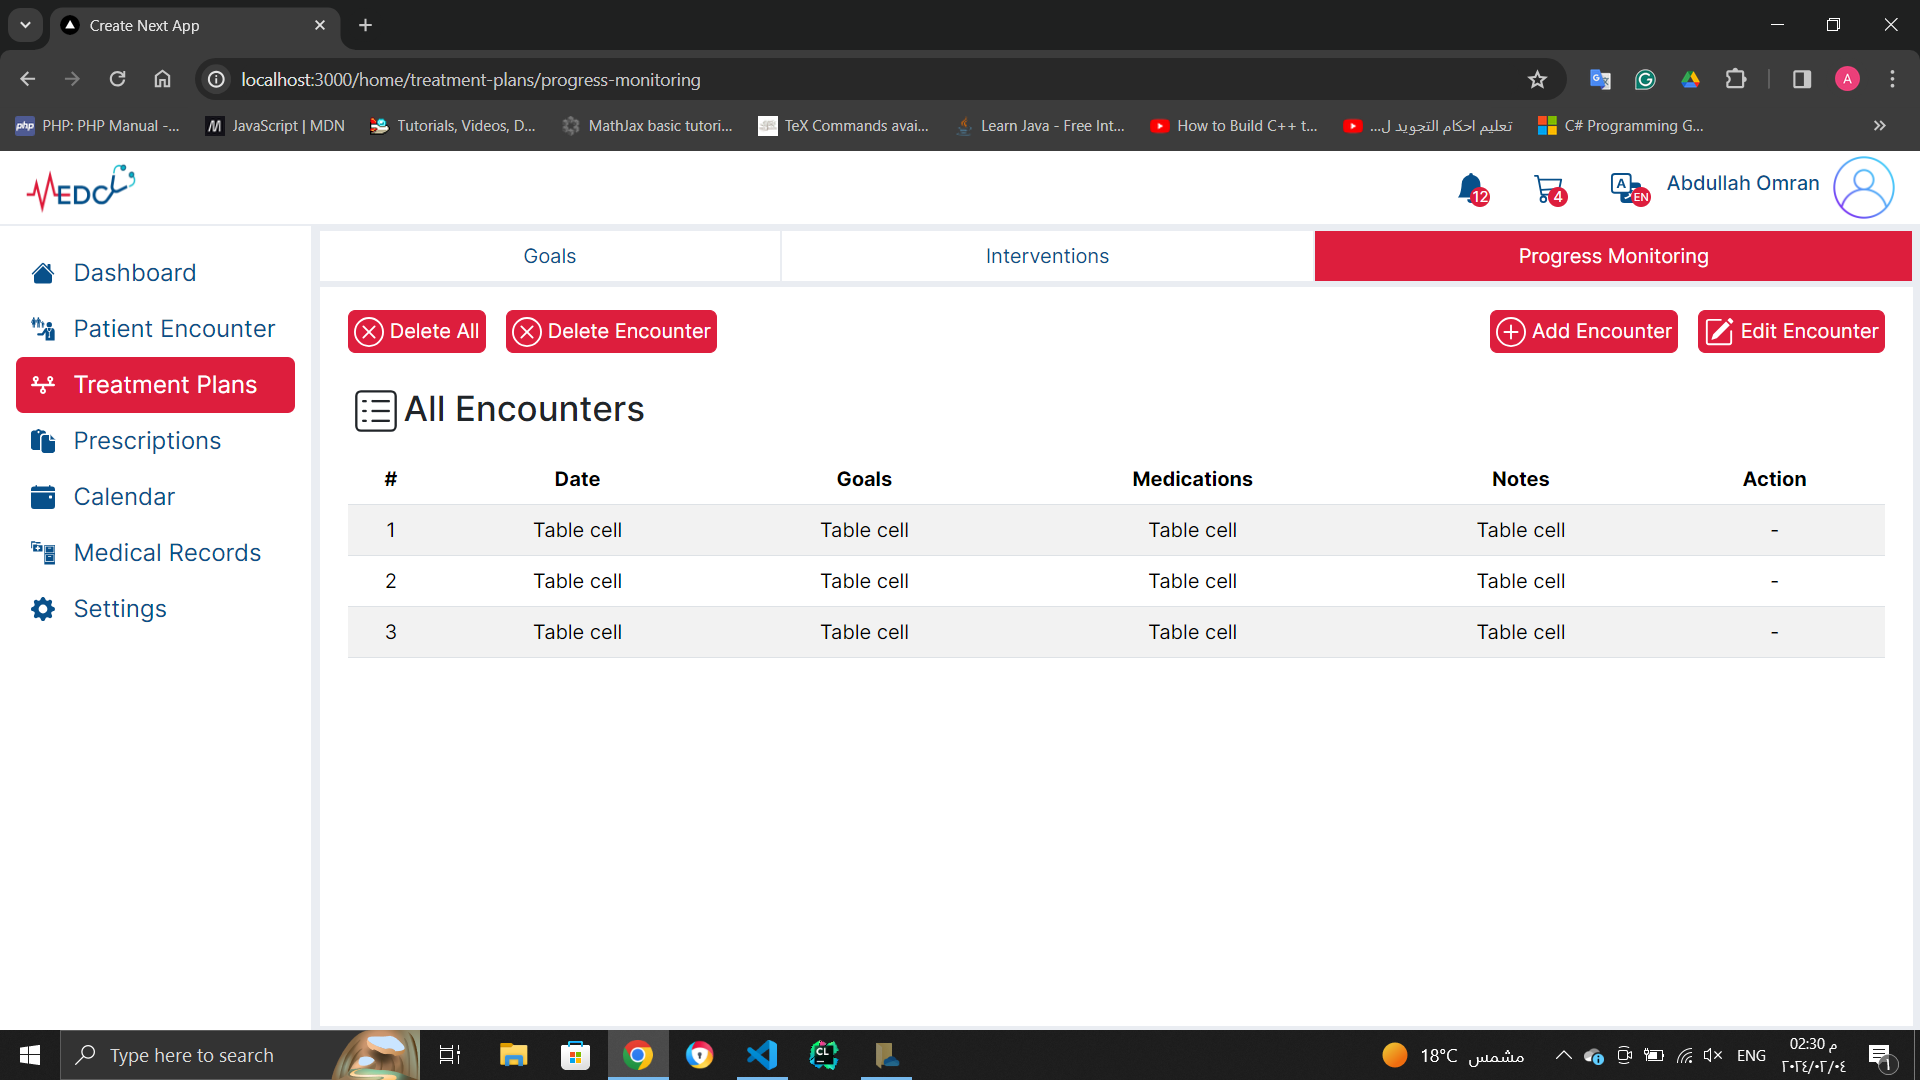 Create Next App
localhost:3000/home/treatment-plans/progress-monitoring
A
php PHP: PHP Manual -... JavaScript | MDN Tutorials, Videos, D... MathJax basic tutori... TeX Commands avai... Learn Java - Free Int... How to Build C++ t... تعليم احكام التجويد ل... C# Programming G...
MEDCL
12 4 A EN Abdullah Omran
Dashboard
Patient Encounter
Treatment Plans
Prescriptions
Calendar
Medical Records
Settings
Goals Interventions Progress Monitoring
Delete All Delete Encounter Add Encounter Edit Encounter
All Encounters
# Date Goals Medications Notes Action
1 Table cell Table cell Table cell Table cell -
2 Table cell Table cell Table cell Table cell -
3 Table cell Table cell Table cell Table cell -
Type here to search
CL
18°C مشمس
ENG
02:30 م
٢٠٢٤/٠٢/٠٤
١